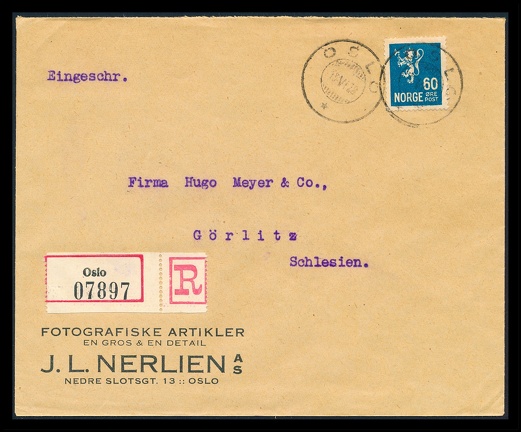 Eingeschr.
OSLO
60
NORGE ØRE POST
Firma Hugo Meyer & Co.,
Görlitz
Schlesien.
Oslo
07897
R
FOTOGRAFISKE ARTIKLER
EN GROS & EN DETAIL
J. L. NERLIEN A/S
NEDRE SLOTSGT. 13 :: OSLO